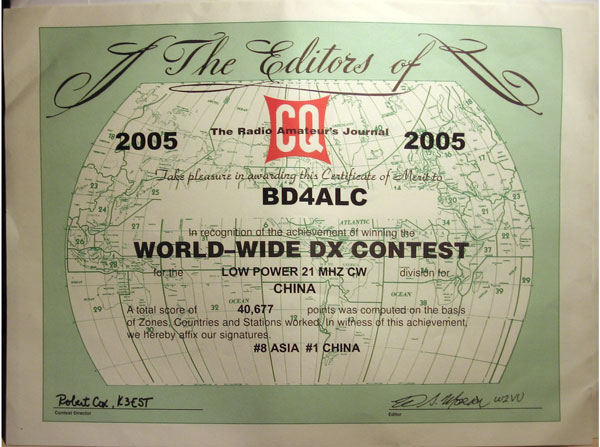 The Editors of
CQ
2005 The Radio Amateur's Journal 2005
Take pleasure in awarding this Certificate of Merit to
BD4ALC
In recognition of the achievement of winning the
WORLD-WIDE DX CONTEST
for the LOW POWER 21 MHZ CW division for
CHINA
A total score of 40,677 points was computed on the basis
of Zones, Countries and Stations worked. In witness of this achievement,
we hereby affix our signatures.
#8 ASIA #1 CHINA
Robert Cox, K3EST
W2VU
Contest Director
Editor
ATLANTIC
OCEAN
OCEAN